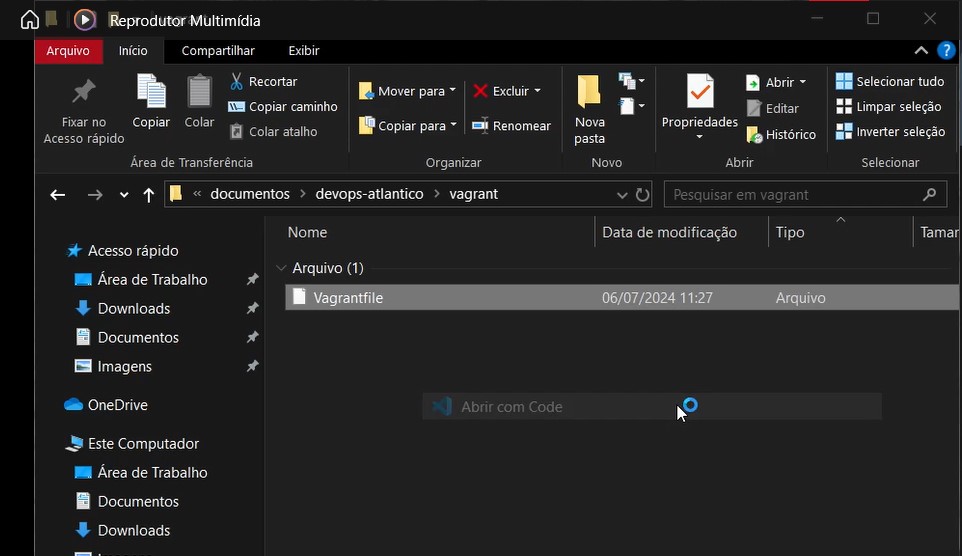 Reprodutor Multimídia
Arquivo Início Compartilhar Exibir
Fixar no Acesso rápido
Copiar
Colar
Recortar
Copiar caminho
Colar atalho
Área de Transferência
Mover para
Copiar para
Excluir
Renomear
Organizar
Nova pasta
Novo
Propriedades
Abrir
Editar
Histórico
Abrir
Selecionar tudo
Limpar seleção
Inverter seleção
Selecionar
« documentos > devops-atlantico > vagrant
Pesquisar em vagrant
Nome Data de modificação Tipo Tamar
Arquivo (1)
Vagrantfile 06/07/2024 11:27 Arquivo
Abrir com Code
Acesso rápido
Área de Trabalho
Downloads
Documentos
Imagens
OneDrive
Este Computador
Área de Trabalho
Documentos
Downloads